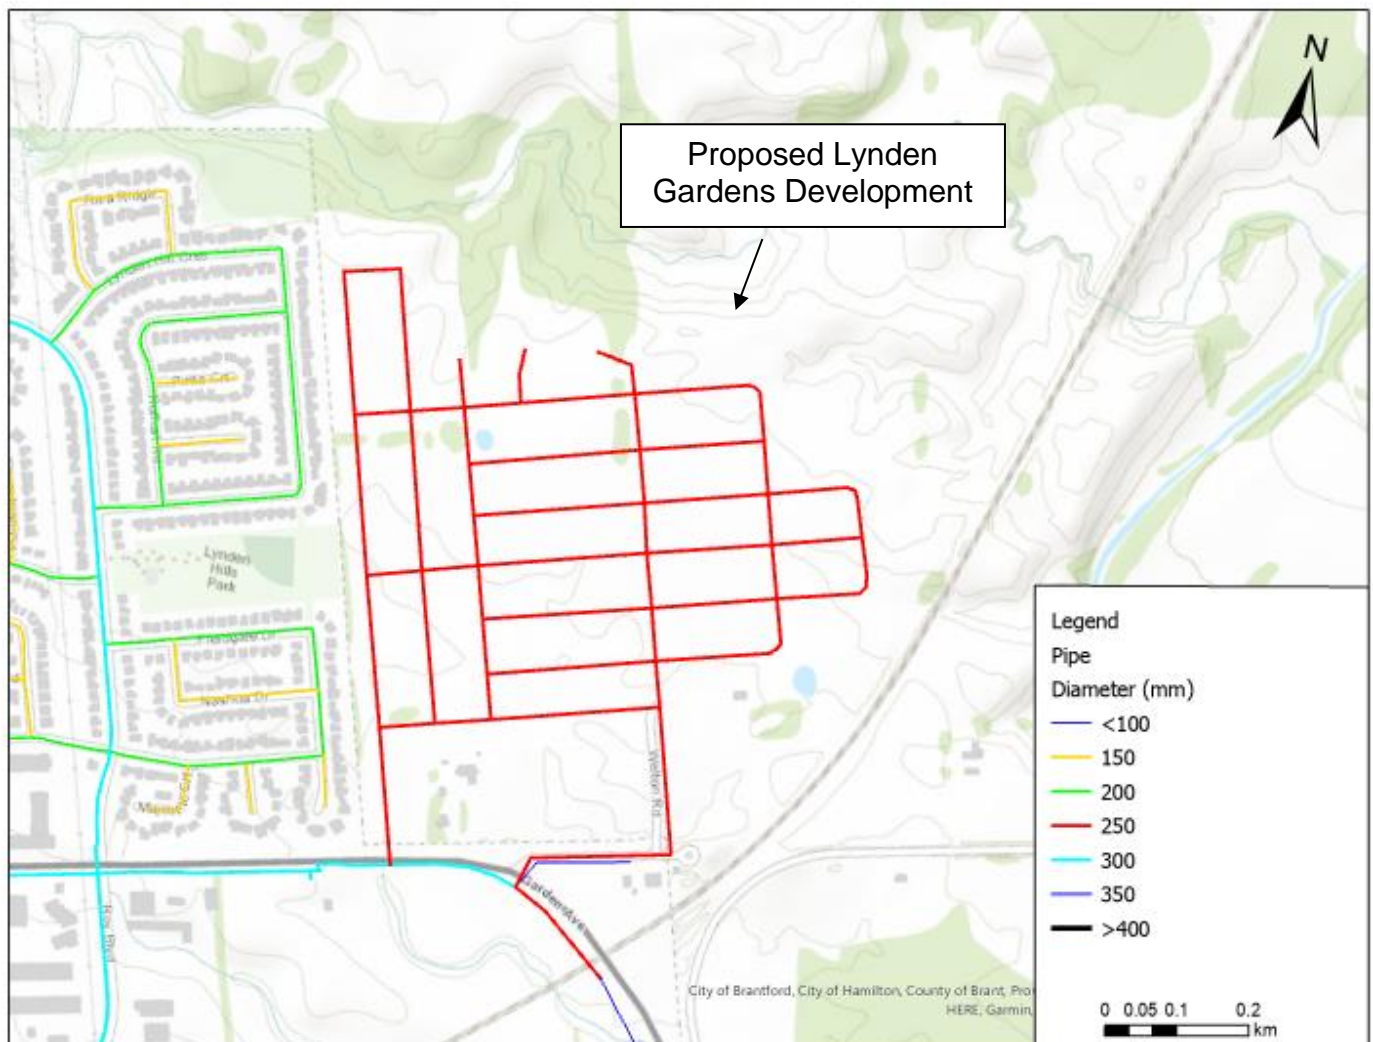 N
Proposed Lynden
Gardens Development
Lynden
Hills
Park
Welton Rd
Garden Ave
Legend
Pipe
Diameter (mm)
<100
150
200
250
300
350
>400
City of Brantford, City of Hamilton, County of Brant, Pro
HERE, Garmin,
0 0.05 0.1 0.2
km